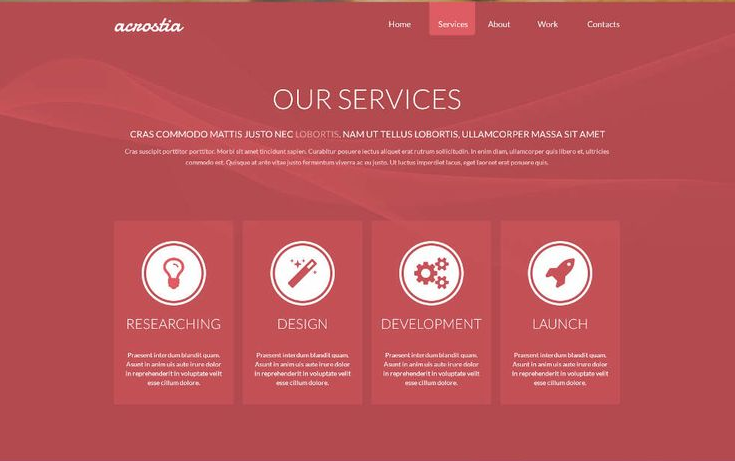 acrostia
Home Services About Work Contacts
OUR SERVICES
CRAS COMMODO MATTIS JUSTO NEC LOBORTIS. NAM UT TELLUS LOBORTIS, ULLAMCORPER MASSA SIT AMET
Cras suscipit porttitor porttitor. Morbi sit amet tincidunt sapien. Curabitur posuere lectus aliquet erat rutrum sollicitudin. In enim diam, ullamcorper quis libero et, ultricies
commodo est. Quisque at ante vitae justo fermentum viverra ac eu justo. Ut luctus imperdiet lacus, eget laoreet erat posuere quis.
RESEARCHING
Praesent interdum blandit quam.
Asunt in anim uis aute irure dolor
in reprehenderit in voluptate velit
esse cillum dolore.
DESIGN
Praesent interdum blandit quam.
Asunt in anim uis aute irure dolor
in reprehenderit in voluptate velit
esse cillum dolore.
DEVELOPMENT
Praesent interdum blandit quam.
Asunt in anim uis aute irure dolor
in reprehenderit in voluptate velit
esse cillum dolore.
LAUNCH
Praesent interdum blandit quam.
Asunt in anim uis aute irure dolor
in reprehenderit in voluptate velit
esse cillum dolore.